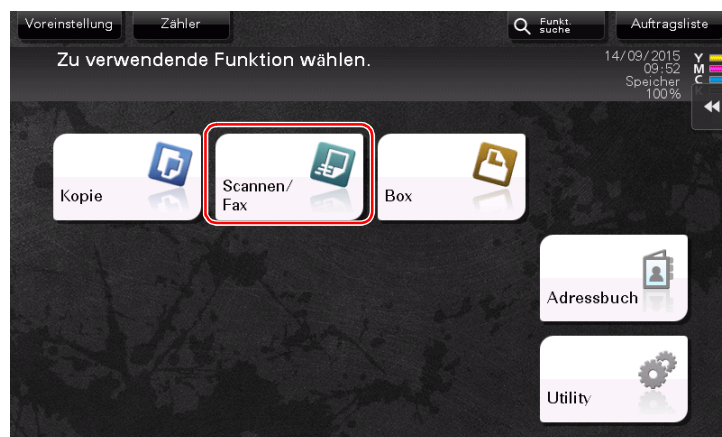 Voreinstellung
Zähler
Funkt.
suche
Auftragsliste
Zu verwendende Funktion wählen.
14/09/2015
09:52
Speicher
100%
Y
M
C
K
Kopie
Scannen/
Fax
Box
Adressbuch
Utility